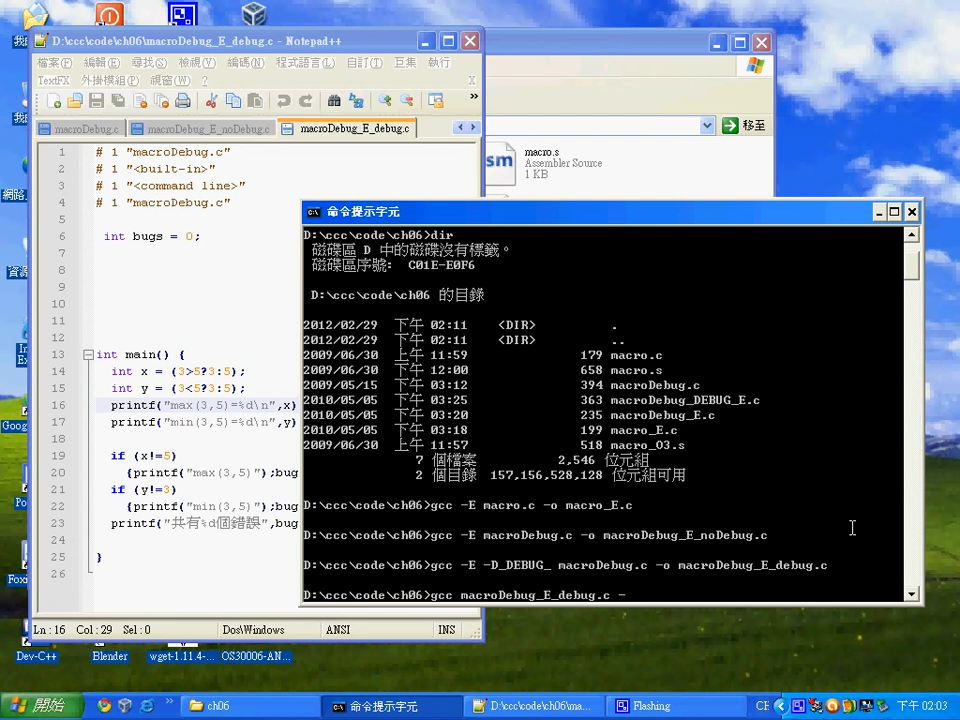 D:\ccc\code\ch06\macroDebug_E_debug.c - Notepad++
檔案(F) 編輯(E) 尋找(S) 檢視(V) 編碼(N) 程式語言(L) 自訂(T) 巨集 執行
TextFX 外掛模組(P) 視窗(W) ? X
macroDebug.c macroDebug_E_noDebug.c macroDebug_E_debug.c
1 # 1 "macroDebug.c"
2 # 1 "<built-in>"
3 # 1 "<command line>"
4 # 1 "macroDebug.c"
5
6 int bugs = 0;
7
8
9
10
11
12
13 int main() {
14 int x = (3>5?3:5);
15 int y = (3<5?3:5);
16 printf("max(3,5)=%d\n",x)
17 printf("min(3,5)=%d\n",y)
18
19 if (x!=5)
20 {printf("max(3,5)");bug
21 if (y!=3)
22 {printf("min(3,5)");bug
23 printf("共有%d個錯誤",bug
24
25 }
26
Ln : 16 Col : 29 Sel : 0 Dos\Windows ANSI INS
移至
macro.s
Assembler Source
1 KB
命令提示字元
D:\ccc\code\ch06>dir
磁碟區 D 中的磁碟沒有標籤。
磁碟區序號: C01E-E0F6
D:\ccc\code\ch06 的目錄
2012/02/29 下午 02:11 <DIR> .
2012/02/29 下午 02:11 <DIR> ..
2009/06/30 上午 11:59 179 macro.c
2009/06/30 下午 12:00 658 macro.s
2009/05/15 下午 03:12 394 macroDebug.c
2010/05/05 下午 03:25 363 macroDebug_DEBUG_E.c
2010/05/05 下午 03:20 235 macroDebug_E.c
2010/05/05 下午 03:18 199 macro_E.c
2009/06/30 上午 11:57 518 macro_O3.s
7 個檔案 2,546 位元組
2 個目錄 157,156,528,128 位元組可用
D:\ccc\code\ch06>gcc -E macro.c -o macro_E.c
D:\ccc\code\ch06>gcc -E macroDebug.c -o macroDebug_E_noDebug.c
D:\ccc\code\ch06>gcc -E -D_DEBUG_ macroDebug.c -o macroDebug_E_debug.c
D:\ccc\code\ch06>gcc macroDebug_E_debug.c -
Dev-C++ Blender wget-1.11.4-... OS30006-AN...
開始 ch06 命令提示字元 D:\ccc\code\ch06\ma... Flashing 下午 02:03